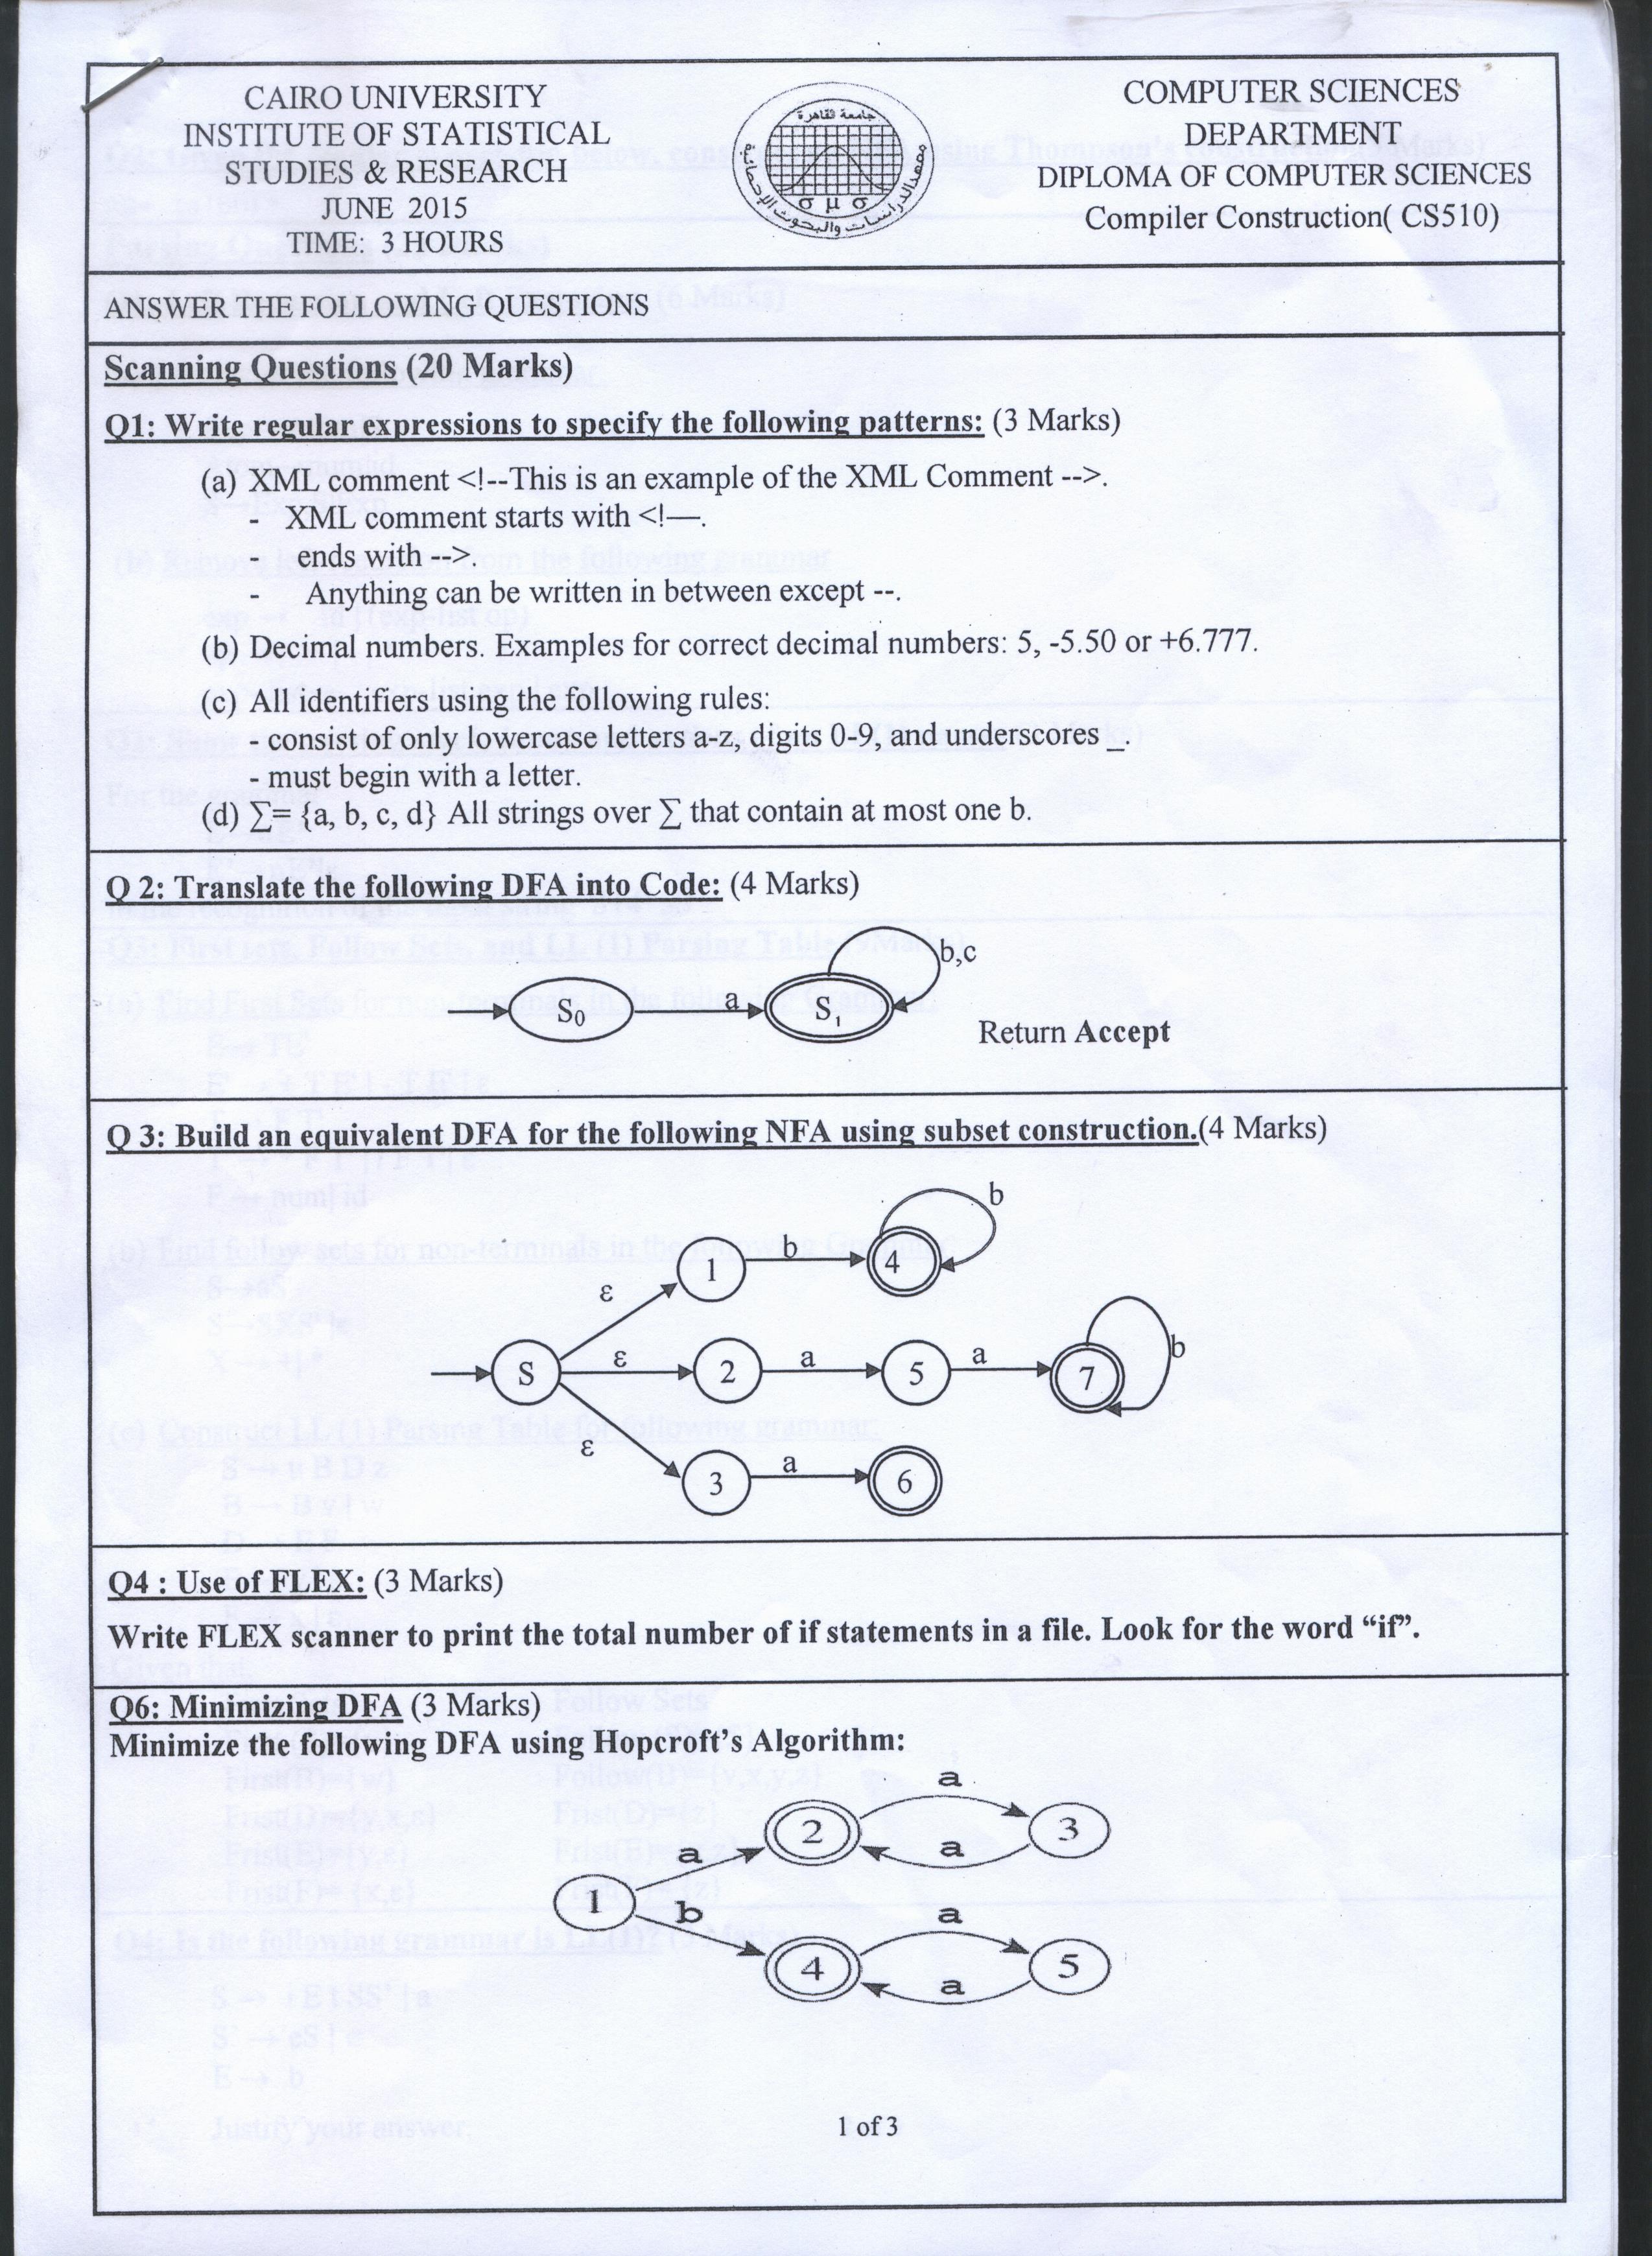 CAIRO UNIVERSITY
INSTITUTE OF STATISTICAL
STUDIES & RESEARCH
JUNE 2015
TIME: 3 HOURS
جامعة القاهرة
σ μ σ
معهد الدراسات والبحوث الإحصائية
COMPUTER SCIENCES
DEPARTMENT
DIPLOMA OF COMPUTER SCIENCES
Compiler Construction( CS510)
ANSWER THE FOLLOWING QUESTIONS
Scanning Questions (20 Marks)
Q1: Write regular expressions to specify the following patterns: (3 Marks)
(a) XML comment <!--This is an example of the XML Comment -->.
- XML comment starts with <!—.
- ends with -->.
- Anything can be written in between except --.
(b) Decimal numbers. Examples for correct decimal numbers: 5, -5.50 or +6.777.
(c) All identifiers using the following rules:
- consist of only lowercase letters a-z, digits 0-9, and underscores _.
- must begin with a letter.
(d) ∑= {a, b, c, d} All strings over ∑ that contain at most one b.
Q 2: Translate the following DFA into Code: (4 Marks)
b,c
S0 a S1
Return Accept
Q 3: Build an equivalent DFA for the following NFA using subset construction.(4 Marks)
b
1 b 4
ε
b
S ε 2 a 5 a 7
ε
3 a 6
Q4 : Use of FLEX: (3 Marks)
Write FLEX scanner to print the total number of if statements in a file. Look for the word “if”.
Q6: Minimizing DFA (3 Marks)
Minimize the following DFA using Hopcroft's Algorithm:
a
2 3
a a
1
b a
4 5
a
1 of 3